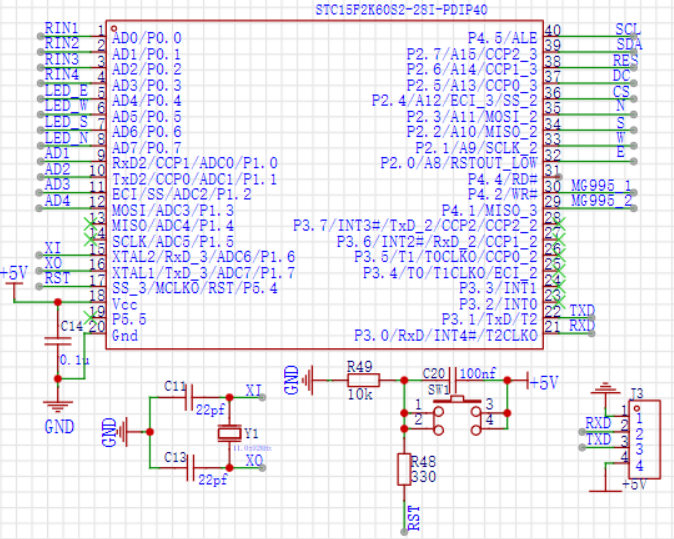 STC15F2K60S2-28I-PDIP40
RIN1 1 AD0/P0.0 P4.5/ALE 40 SCL
RIN2 2 AD1/P0.1 P2.7/A15/CCP2_3 39 SDA
RIN3 3 AD2/P0.2 P2.6/A14/CCP1_3 38 RES
RIN4 4 AD3/P0.3 P2.5/A13/CCP0_3 37 DC
LED_E 5 AD4/P0.4 P2.4/A12/ECI_3/SS_2 36 CS
LED_W 6 AD5/P0.5 P2.3/A11/MOSI_2 35 N
LED_S 7 AD6/P0.6 P2.2/A10/MISO_2 34 S
LED_N 8 AD7/P0.7 P2.1/A9/SCLK_2 33 W
AD1 9 RxD2/CCP1/ADC0/P1.0 P2.0/A8/RSTOUT_LOW 32 E
AD2 10 TxD2/CCP0/ADC1/P1.1 P4.4/RD# 31
AD3 11 ECI/SS/ADC2/P1.2 P4.2/WR# 30 MG995_1
AD4 12 MOSI/ADC3/P1.3 P4.1/MISO_3 29 MG995_2
13 MISO/ADC4/P1.4 P3.7/INT3#/TxD_2/CCP2/CCP2_2 28
14 SCLK/ADC5/P1.5 P3.6/INT2#/RxD_2/CCP1_2 27
XI 15 XTAL2/RxD_3/ADC6/P1.6 P3.5/T1/T0CLKO/CCP0_2 26
XO 16 XTAL1/TxD_3/ADC7/P1.7 P3.4/T0/T1CLKO/ECI_2 25
RST 17 SS_3/MCLKO/RST/P5.4 P3.3/INT1 24
+5V 18 Vcc P3.2/INT0 23
19 P5.5 P3.1/TxD/T2 22 TXD
20 Gnd P3.0/RxD/INT4#/T2CLKO 21 RXD
C14
0.1u
GND
C11
22pf
XI
GND
Y1
C13
22pf
XO
GND
R49
10k
C20 100nf
SW1
+5V
1 3
2 4
R48
330
RST
J3
1 1
RXD 2 2
TXD 3 3
4 4
+5V